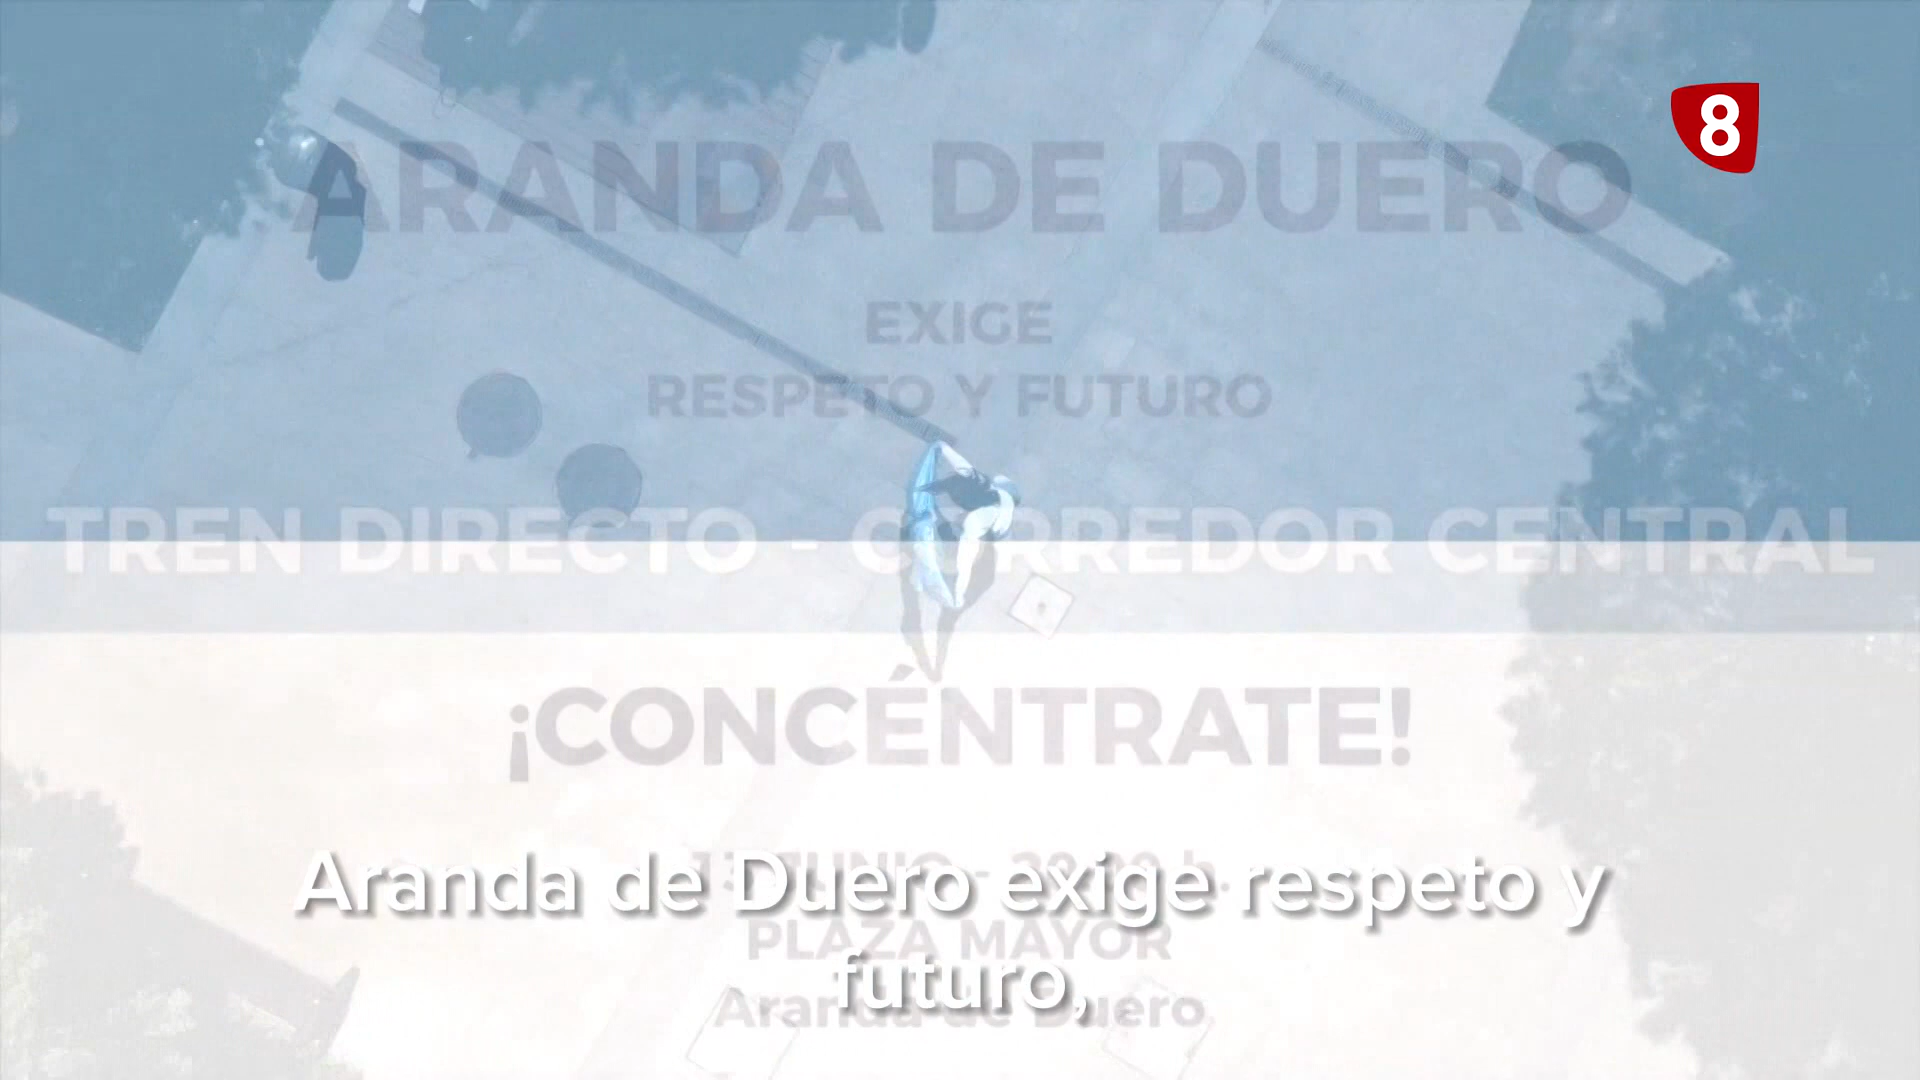 8
ARANDA DE DUERO
EXIGE
RESPETO Y FUTURO
TREN DIRECTO - CORREDOR CENTRAL
¡CONCÉNTRATE!
JUNIO - h.
Aranda de Duero exige respeto y
PLAZA MAYOR
futuro,
Aranda de Duero